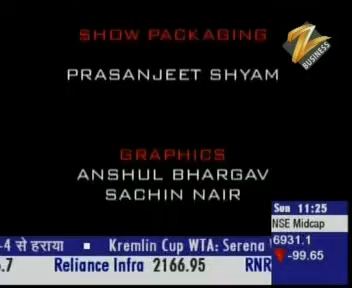 SHOW PACKAGING
PRASANJEET SHYAM
GRAPHICS
ANSHUL BHARGAV
SACHIN NAIR
Z BUSINESS
Sun 11:25
NSE Midcap
6931.1
-99.65
-4 से हराया ▪ Kremlin Cup WTA: Serena
.7 Reliance Infra 2166.95 RNR